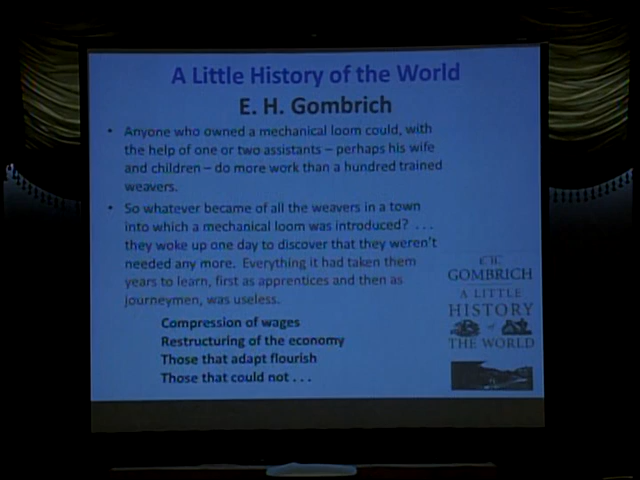 A Little History of the World
E. H. Gombrich
• Anyone who owned a mechanical loom could, with
the help of one or two assistants – perhaps his wife
and children – do more work than a hundred trained
weavers.
• So whatever became of all the weavers in a town
into which a mechanical loom was introduced? . . .
they woke up one day to discover that they weren't
needed any more. Everything it had taken them
years to learn, first as apprentices and then as
journeymen, was useless.
Compression of wages
Restructuring of the economy
Those that adapt flourish
Those that could not . . .
E. H.
GOMBRICH
A LITTLE
HISTORY
of
THE WORLD